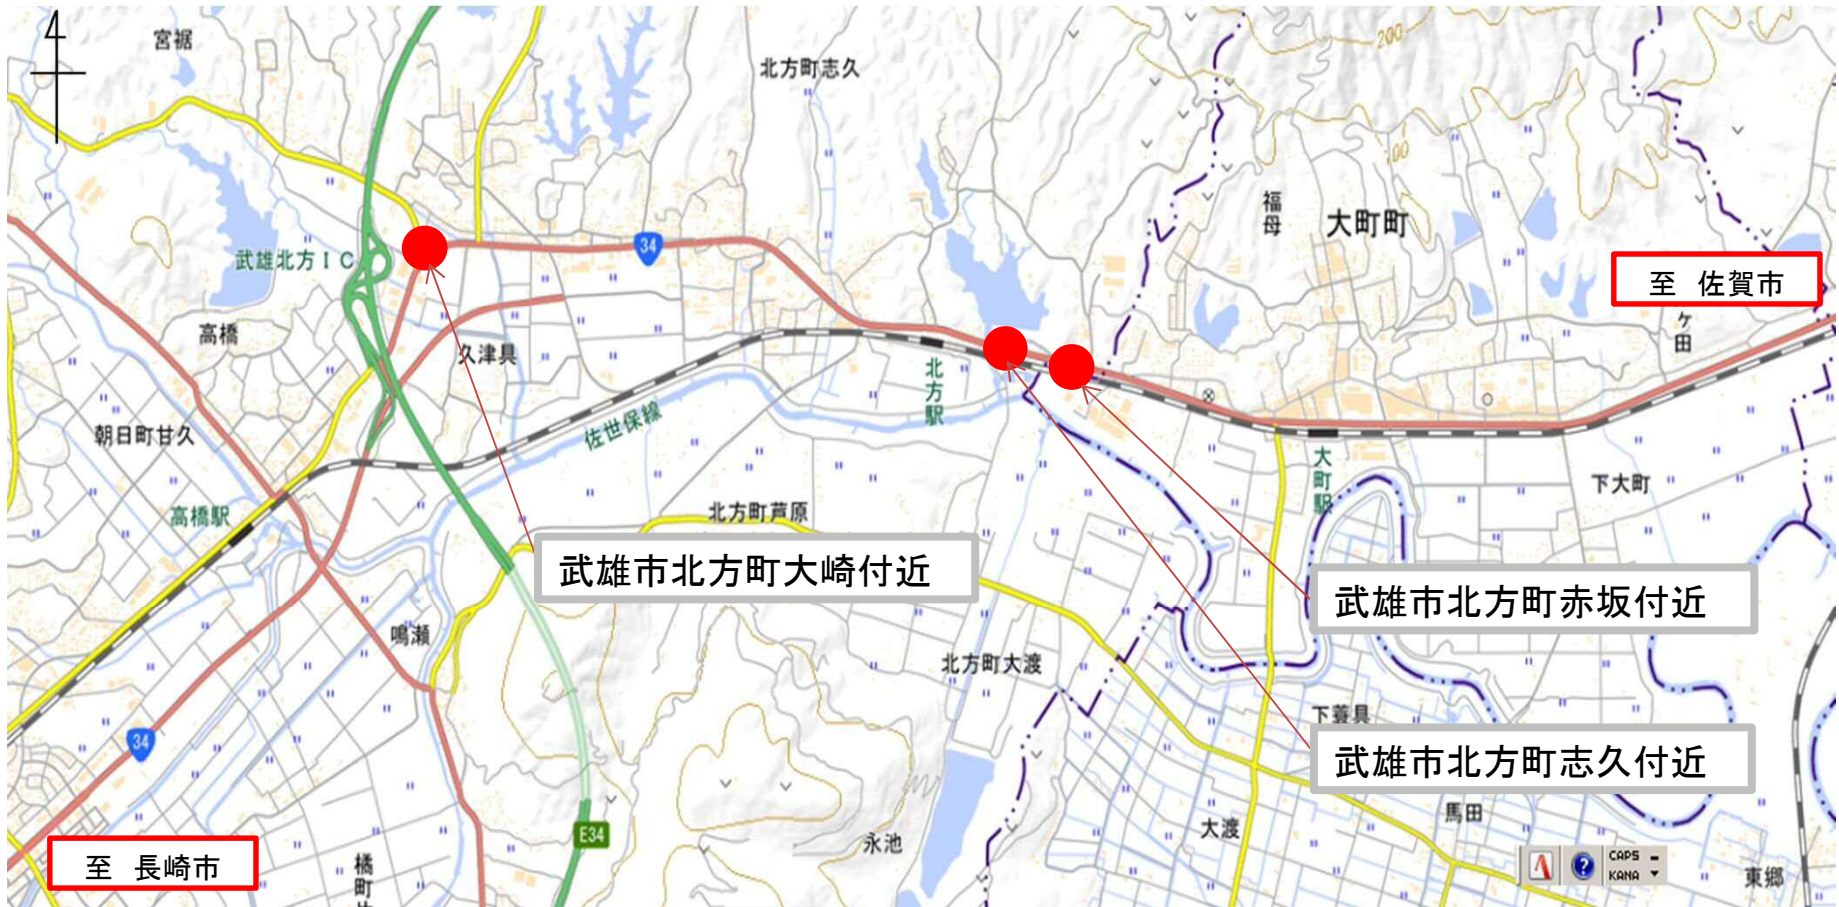 宮裾
北方町志久
200
100
福母
大町町
34
武雄北方IC
至 佐賀市
ケ田
高橋
久津具
北方駅
佐世保線
朝日町甘久
大町駅
下大町
高橋駅
北方町芦原
武雄市北方町大崎付近
武雄市北方町赤坂付近
鳴瀬
北方町大渡
下蓑具
武雄市北方町志久付近
34
馬田
大渡
E34
永池
至 長崎市
橘町
CAPS
KANA
東郷